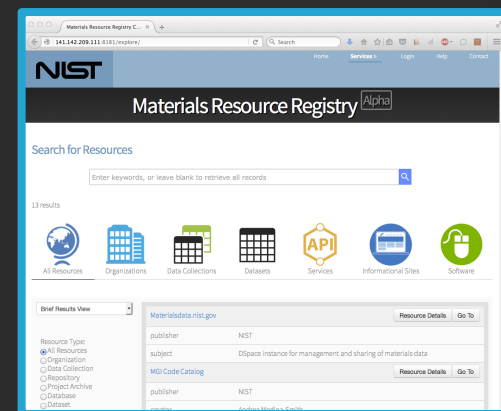 Materials Resource Registry C...
141.142.209.111:8181/explore/
Search
NIST
Home Services Login Help Contact
Materials Resource Registry Alpha
Search for Resources
Enter keywords, or leave blank to retrieve all records
13 results
API
All Resources Organizations Data Collections Datasets Services Informational Sites Software
Brief Results View
Materialsdata.nist.gov Resource Details Go To
publisher NIST
subject DSpace instance for management and sharing of materials data
MGI Code Catalog Resource Details Go To
publisher NIST
creator Andrea Medina-Smith
Resource Type:
All Resources
Organization
Data Collection
Repository
Project Archive
Database
Dataset